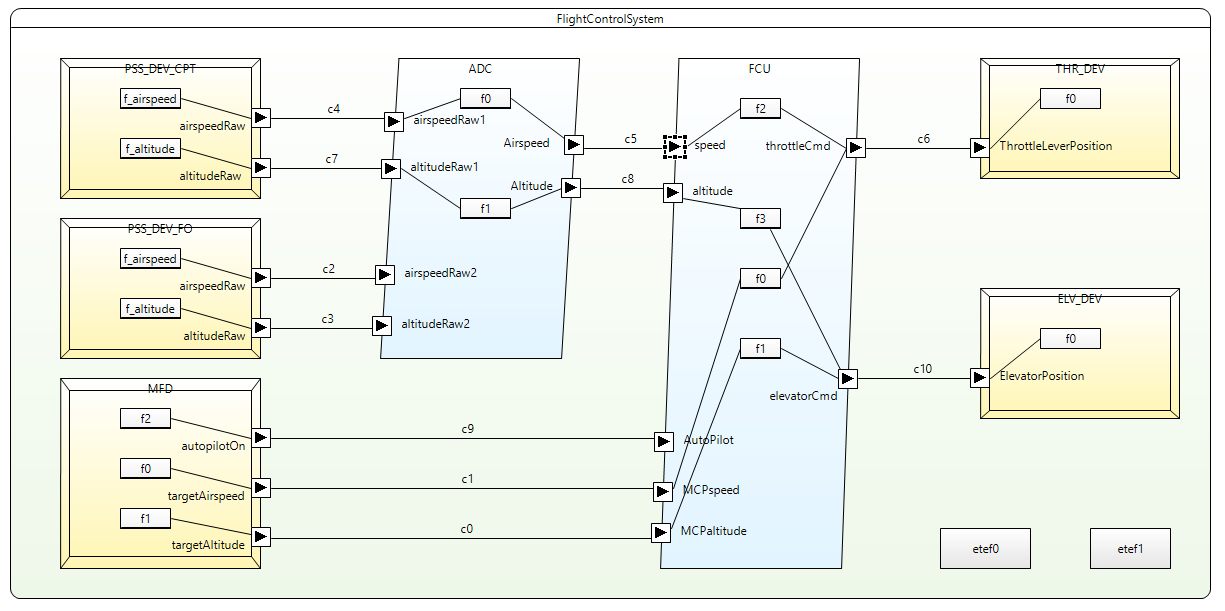 FlightControlSystem
PSS_DEV_CPT
f_airspeed
airspeedRaw
f_altitude
altitudeRaw
c4
c7
PSS_DEV_FO
f_airspeed
airspeedRaw
f_altitude
altitudeRaw
c2
c3
MFD
f2
autopilotOn
f0
targetAirspeed
f1
targetAltitude
c9
c1
c0
ADC
f0
airspeedRaw1
Airspeed
altitudeRaw1
Altitude
f1
airspeedRaw2
altitudeRaw2
c5
c8
FCU
f2
speed
throttleCmd
altitude
f3
f0
f1
elevatorCmd
AutoPilot
MCPspeed
MCPaltitude
c6
c10
THR_DEV
f0
ThrottleLeverPosition
ELV_DEV
f0
ElevatorPosition
etef0
etef1